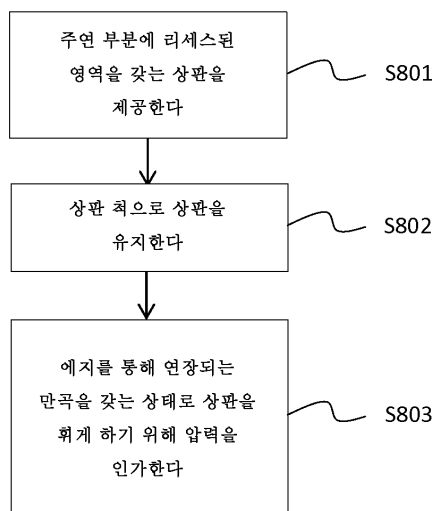 주연 부분에 리세스된
영역을 갖는 상판을
제공한다
S801
상판 척으로 상판을
유지한다
S802
에지를 통해 연장되는
만곡을 갖는 상태로 상판을
휘게 하기 위해 압력을
인가한다
S803